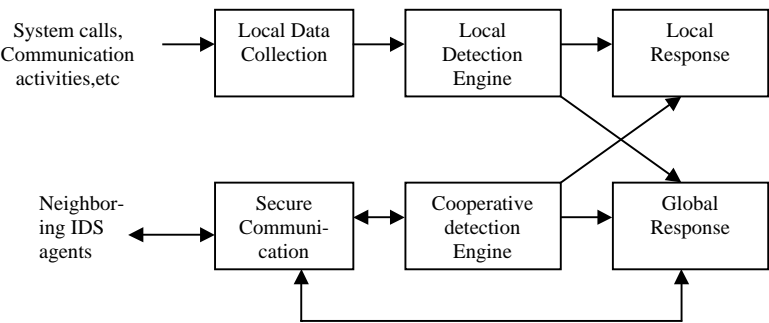 System calls,
Communication
activities,etc
Local Data
Collection
Local
Detection
Engine
Local
Response
Neighbor-
ing IDS
agents
Secure
Communi-
cation
Cooperative
detection
Engine
Global
Response